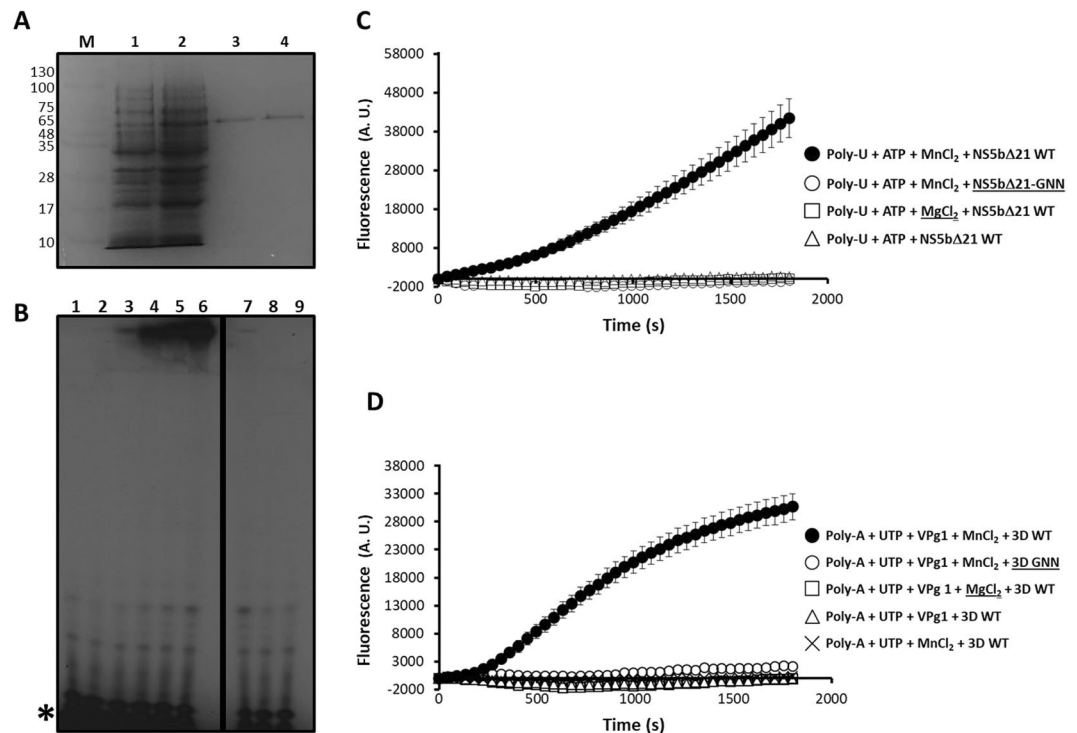 A
M 1 2 3 4
130
100
75
65
48
35
28
17
10
B
1 2 3 4 5 6 7 8 9
*
C
58000
48000
38000
28000
18000
8000
-2000
Fluorescence (A. U.)
0 500 1000 1500 2000
Time (s)
Poly-U + ATP + MnCl2 + NS5bΔ21 WT
Poly-U + ATP + MnCl2 + NS5bΔ21-GNN
Poly-U + ATP + MgCl2 + NS5bΔ21 WT
Poly-U + ATP + NS5bΔ21 WT
D
38000
33000
28000
23000
18000
13000
8000
3000
-2000
Fluorescence (A. U.)
0 500 1000 1500 2000
Time (s)
Poly-A + UTP + VPg1 + MnCl2 + 3D WT
Poly-A + UTP + VPg1 + MnCl2 + 3D GNN
Poly-A + UTP + VPg 1 + MgCl2 + 3D WT
Poly-A + UTP + VPg1 + 3D WT
Poly-A + UTP + MnCl2 + 3D WT